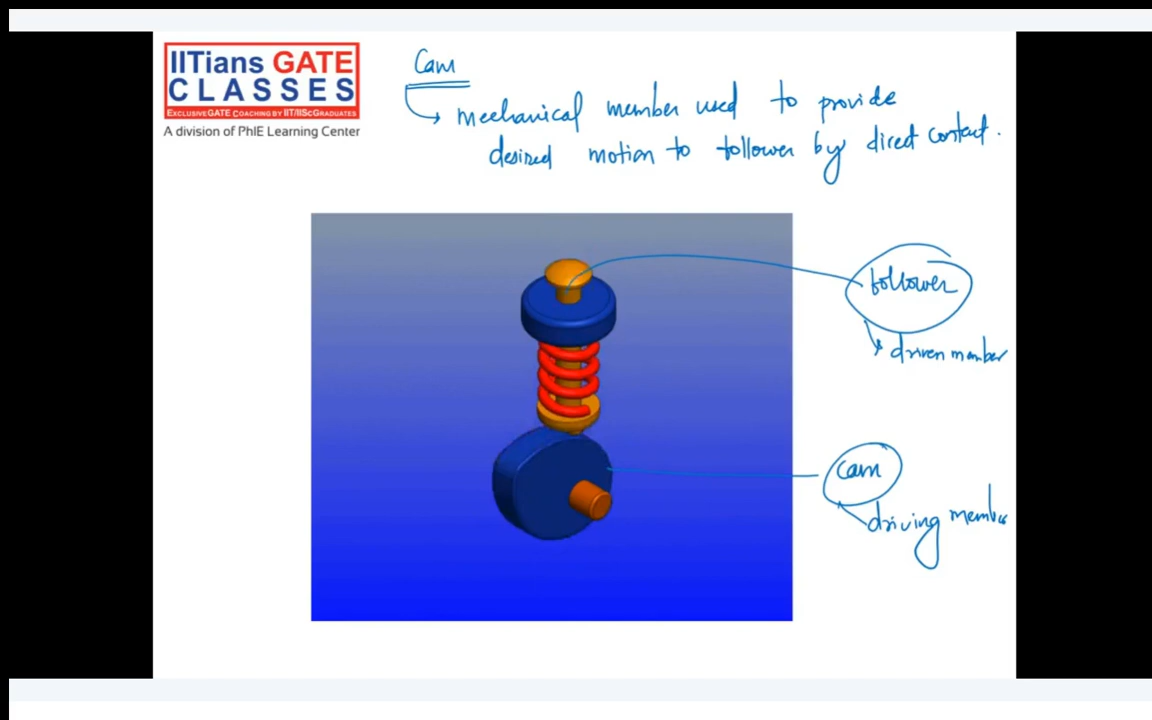 IITians GATE
CLASSES
EXCLUSIVE GATE COACHING BY IIT/IISC GRADUATES
A division of PhIE Learning Center
Cam
mechanical member used to provide
desired motion to follower by direct contact.
follower
driven member
cam
driving member